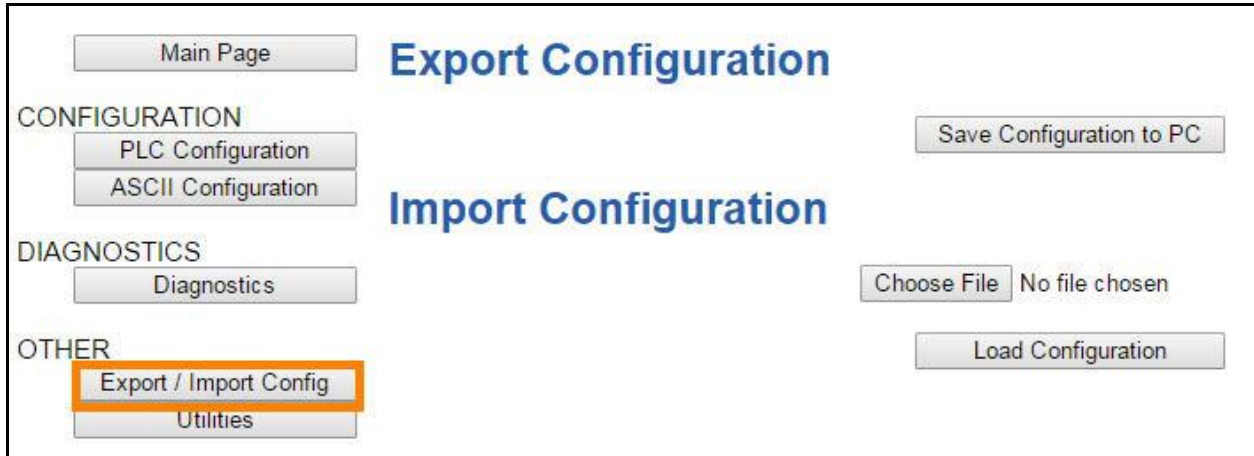 Main Page
Export Configuration
CONFIGURATION
Save Configuration to PC
PLC Configuration
ASCII Configuration
Import Configuration
DIAGNOSTICS
Diagnostics
Choose File No file chosen
OTHER
Load Configuration
Export / Import Config
Utilities